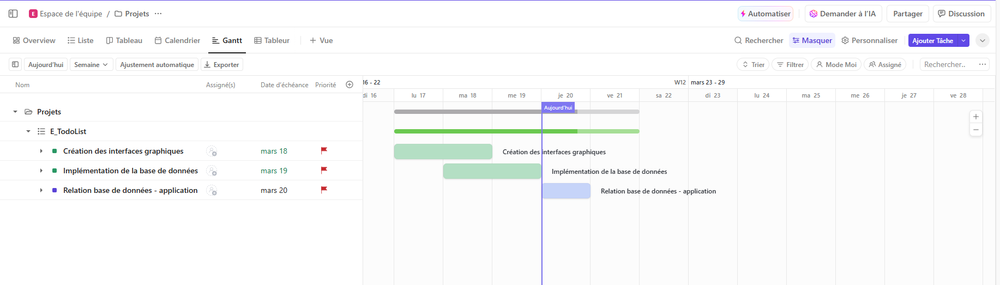 E Espace de l'équipe / Projets ...
Automatiser Demander à l'IA Partager Discussion
Overview Liste Tableau Calendrier Gantt Tableur + Vue
Rechercher Masquer Personnaliser Ajouter Tâche
Aujourd'hui Semaine Ajustement automatique Exporter
Trier Filtrer Mode Moi Assigné Rechercher.. ...
Nom Assigné(s) Date d'échéance Priorité
16 - 22 W12 mars 23 - 29
di 16 lu 17 ma 18 me 19 je 20 ve 21 sa 22 di 23 lu 24 ma 25 me 26 je 27 ve 28
Aujourd'hui
Projets
E_TodoList
Création des interfaces graphiques mars 18 Création des interfaces graphiques
Implémentation de la base de données mars 19 Implémentation de la base de données
Relation base de données - application mars 20 Relation base de données - application